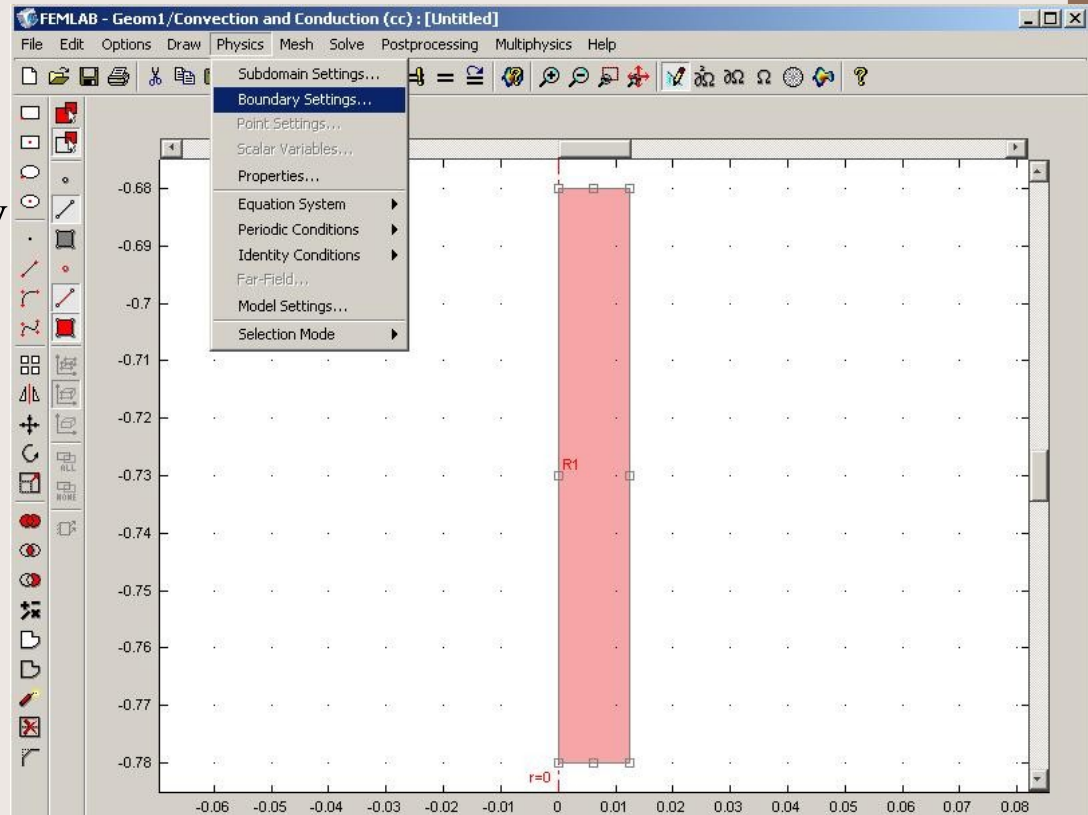 FEMLAB - Geom1/Convection and Conduction (cc) : [Untitled]
File Edit Options Draw Physics Mesh Solve Postprocessing Multiphysics Help
Subdomain Settings...
Boundary Settings...
Point Settings...
Scalar Variables...
Properties...
Equation System
Periodic Conditions
Identity Conditions
Far-Field...
Model Settings...
Selection Mode
y
ALL
NONE
-0.68
-0.69
-0.7
-0.71
-0.72
-0.73
-0.74
-0.75
-0.76
-0.77
-0.78
R1
r=0
-0.06 -0.05 -0.04 -0.03 -0.02 -0.01 0 0.01 0.02 0.03 0.04 0.05 0.06 0.07 0.08